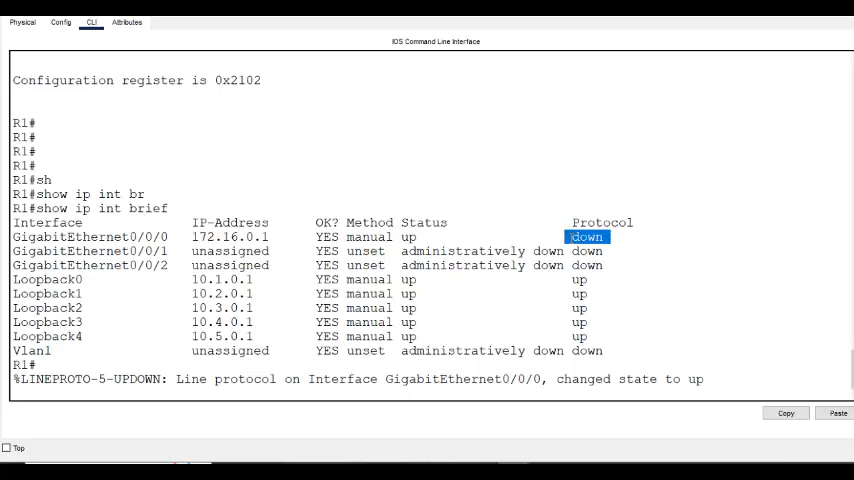 Physical Config CLI Attributes
IOS Command Line Interface
Configuration register is 0x2102
R1#
R1#
R1#
R1#
R1#sh
R1#show ip int br
R1#show ip int brief
Interface IP-Address OK? Method Status Protocol
GigabitEthernet0/0/0 172.16.0.1 YES manual up down
GigabitEthernet0/0/1 unassigned YES unset administratively down down
GigabitEthernet0/0/2 unassigned YES unset administratively down down
Loopback0 10.1.0.1 YES manual up up
Loopback1 10.2.0.1 YES manual up up
Loopback2 10.3.0.1 YES manual up up
Loopback3 10.4.0.1 YES manual up up
Loopback4 10.5.0.1 YES manual up up
Vlan1 unassigned YES unset administratively down down
R1#
%LINEPROTO-5-UPDOWN: Line protocol on Interface GigabitEthernet0/0/0, changed state to up
Copy Paste
Top